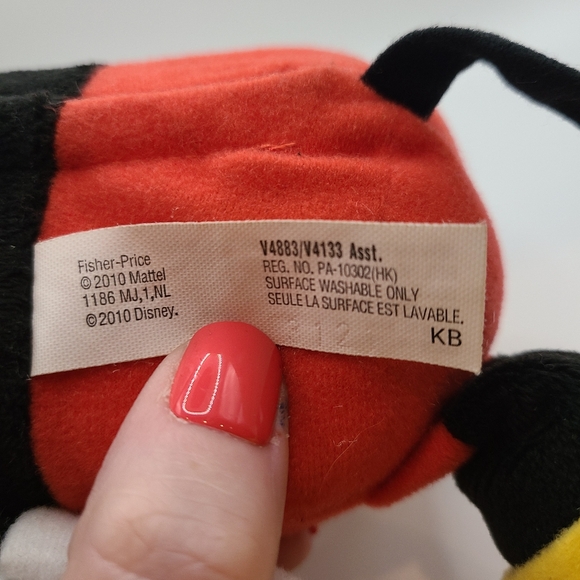 Fisher-Price
©2010 Mattel
1186 MJ,1,NL
©2010 Disney.
V4883/V4133 Asst.
REG. NO. PA-10302(HK)
SURFACE WASHABLE ONLY
SEULE LA SURFACE EST LAVABLE.
KB